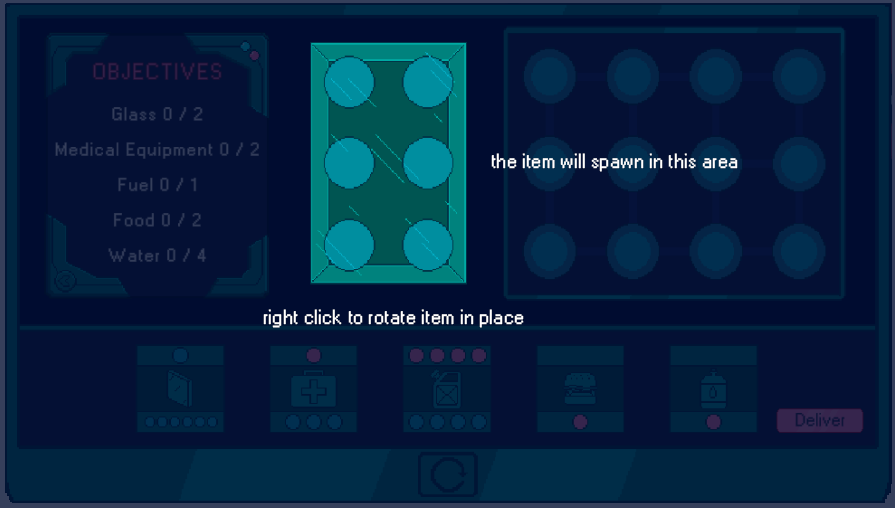 OBJECTIVES
Glass 0 / 2
Medical Equipment 0 / 2
Fuel 0 / 1
Food 0 / 2
Water 0 / 4
the item will spawn in this area
right click to rotate item in place
Deliver